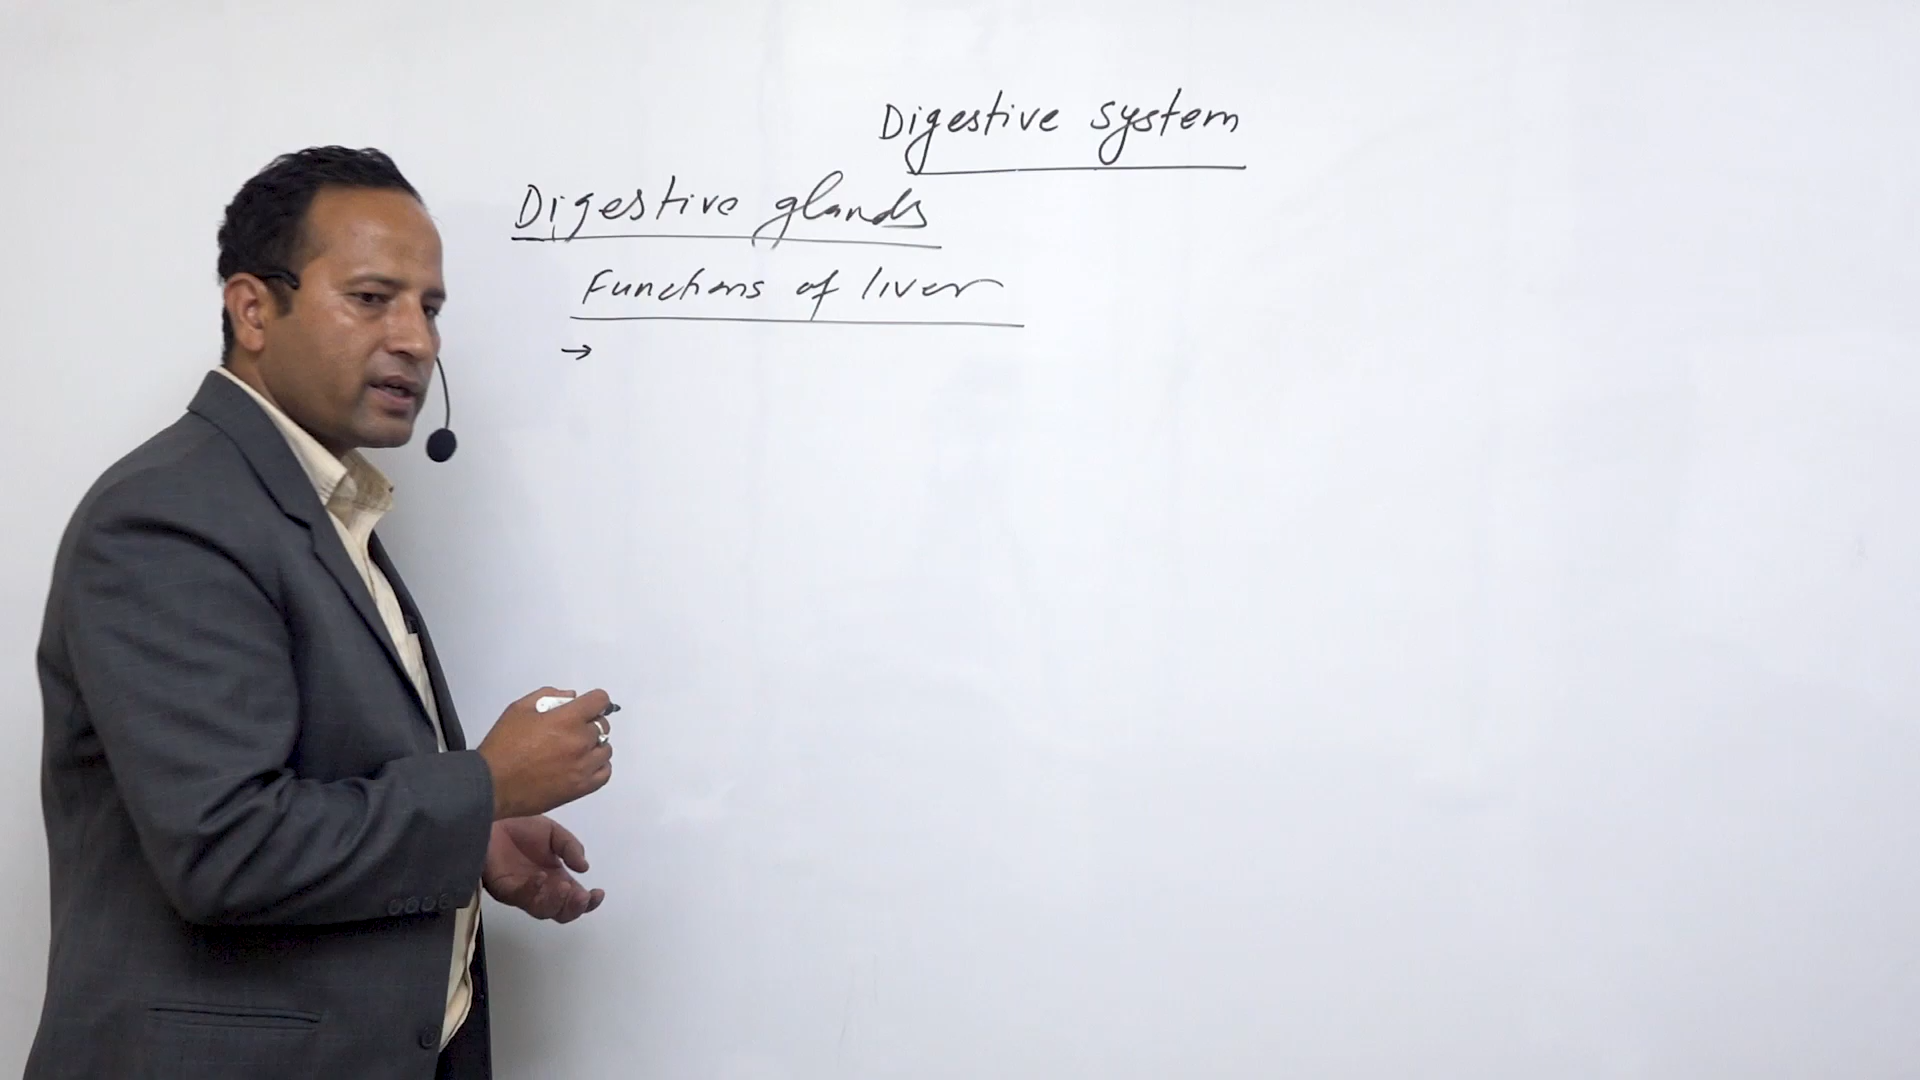 Digestive system
Digestive glands
Functions of liver
→